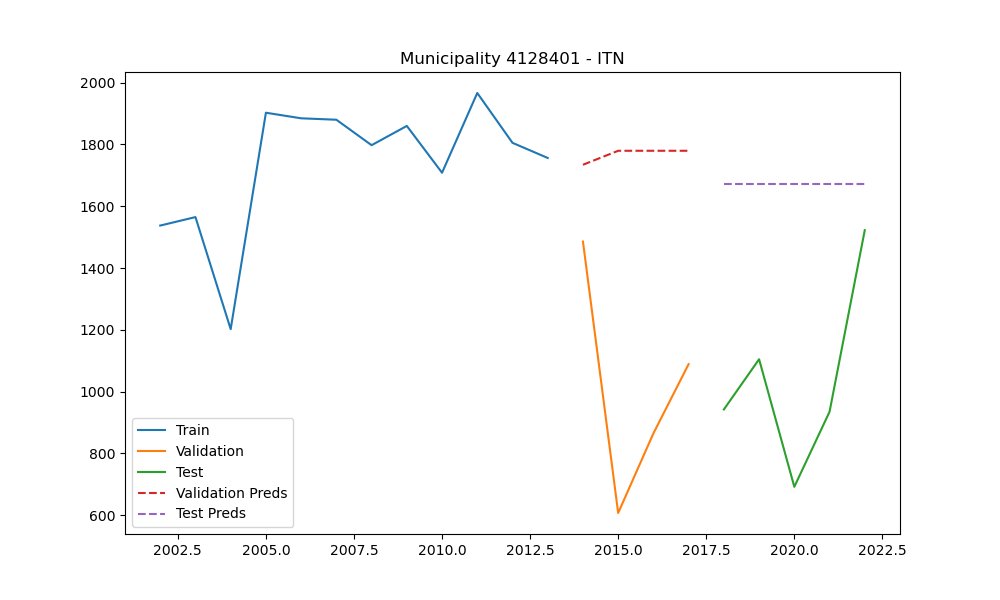 Municipality 4128401 - ITN
2000
1800
1600
1400
1200
1000
800
600
Train
Validation
Test
Validation Preds
Test Preds
2002.5 2005.0 2007.5 2010.0 2012.5 2015.0 2017.5 2020.0 2022.5